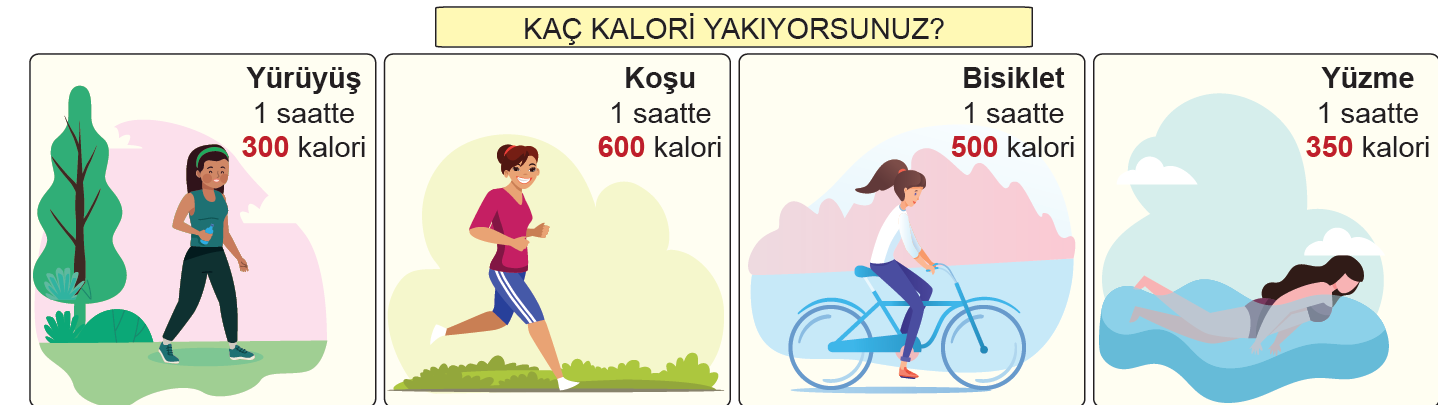 KAÇ KALORİ YAKIYORSUNUZ?
Yürüyüş
1 saatte
300 kalori
Koşu
1 saatte
600 kalori
Bisiklet
1 saatte
500 kalori
Yüzme
1 saatte
350 kalori